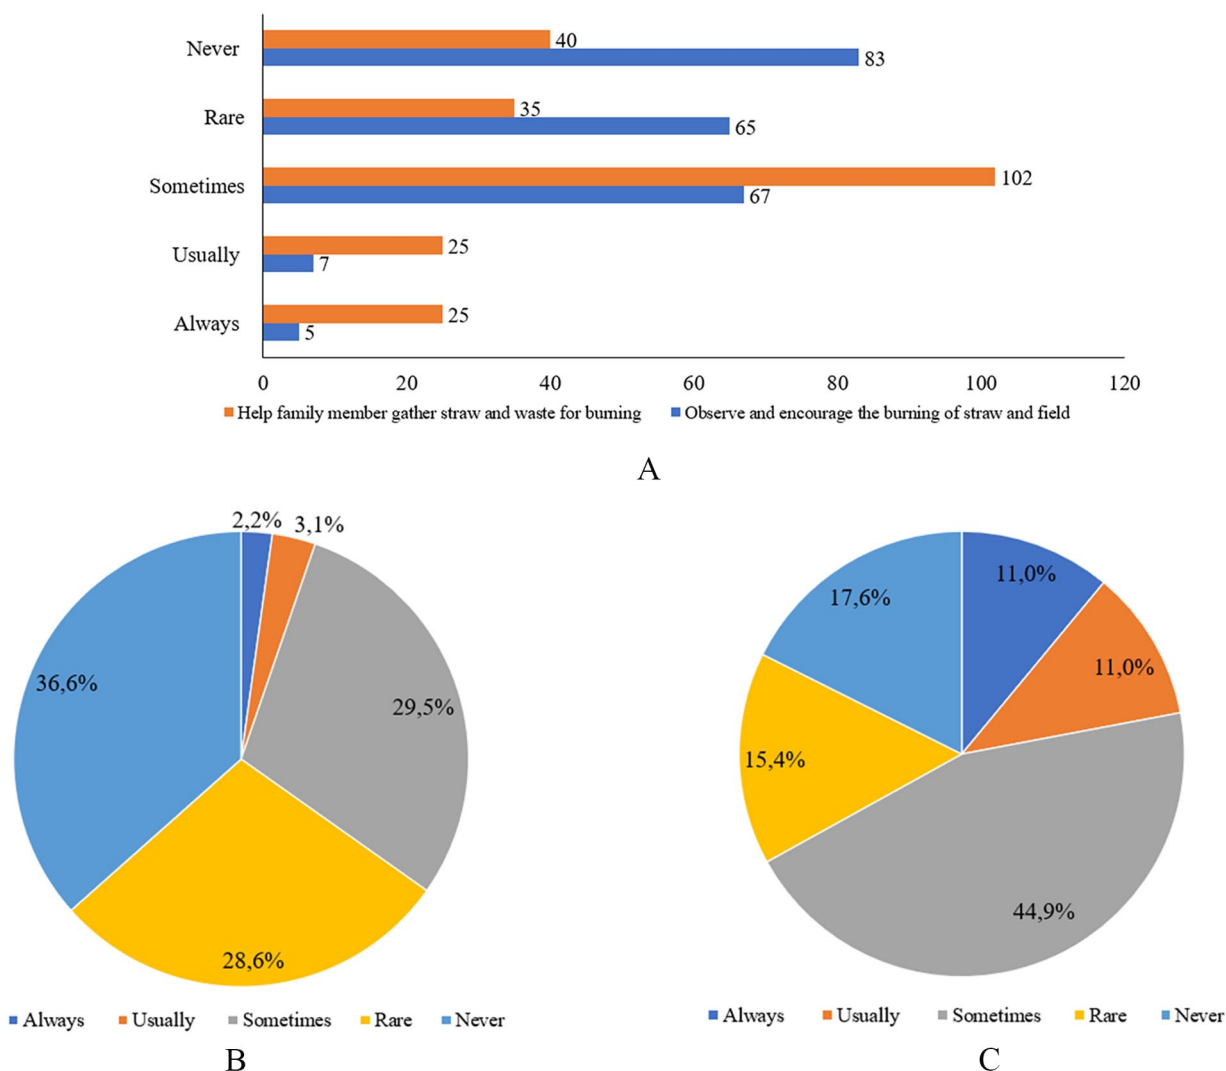 Never
40
83
Rare
35
65
Sometimes
102
67
Usually
25
7
Always
25
5
0 20 40 60 80 100 120
Help family member gather straw and waste for burning Observe and encourage the burning of straw and field
A
2,2% 3,1%
36,6%
29,5%
28,6%
Always Usually Sometimes Rare Never
B
11,0%
17,6%
11,0%
15,4%
44,9%
Always Usually Sometimes Rare Never
C